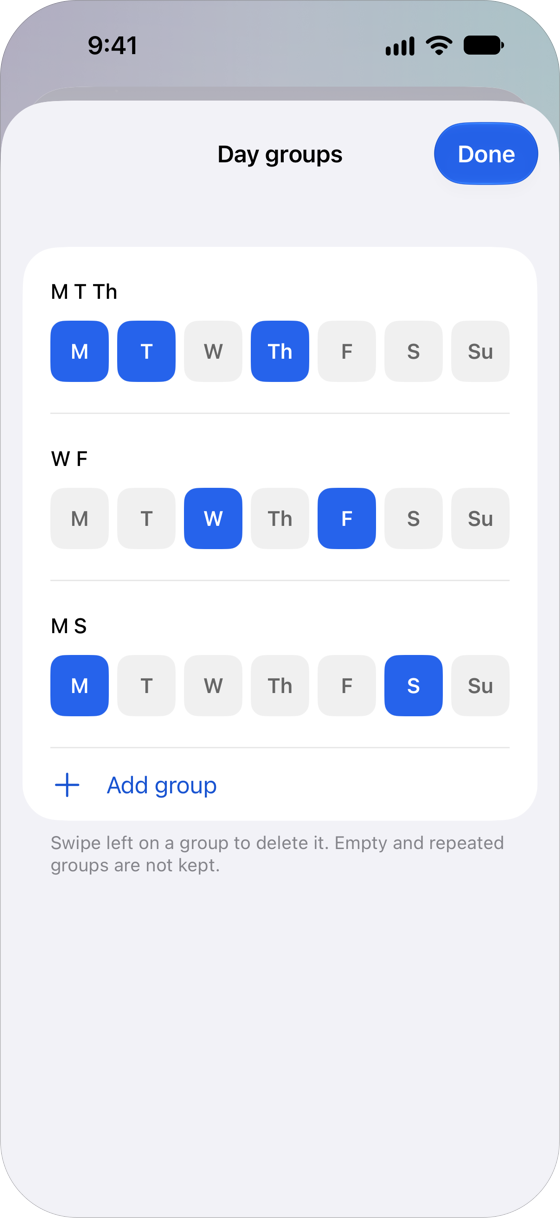 9:41
Day groups
Done
M T Th
M T W Th F S Su
W F
M T W Th F S Su
M S
M T W Th F S Su
Add group
Swipe left on a group to delete it. Empty and repeated
groups are not kept.